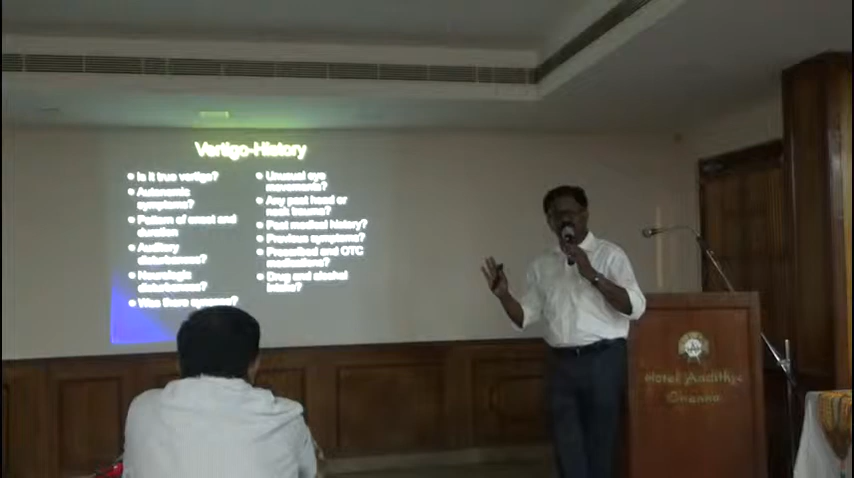 Vertigo-History
• Is it true vertigo?
• Autonomic
symptoms?
• Pattern of onset and
duration
• Auditory
disturbances?
• Neurologic
disturbances?
• Was there syncope?
• Unusual eye
movements?
• Any past head or
neck trauma?
• Past medical history?
• Previous symptoms?
• Prescribed and OTC
medications?
• Drug and alcohol
intake?
Hotel Aadithya
Chennai